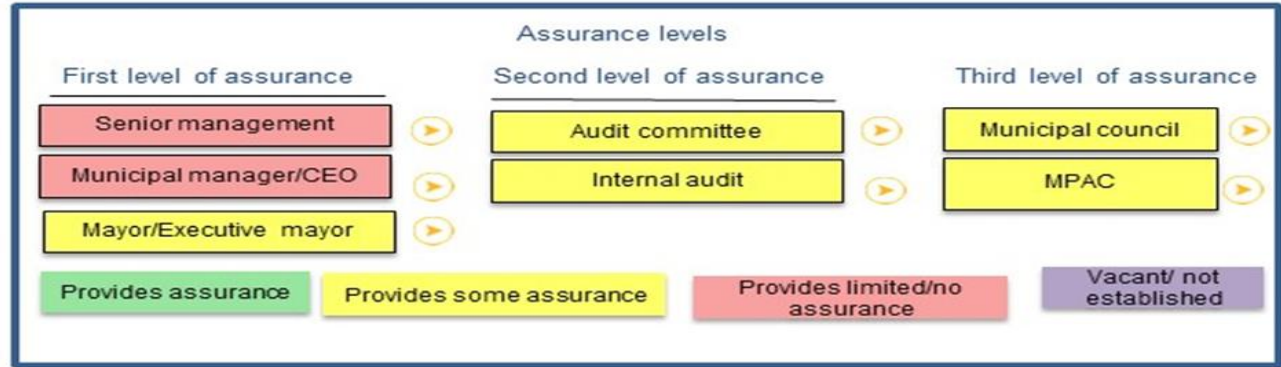 Assurance levels
First level of assurance
Second level of assurance
Third level of assurance
Senior management
Audit committee
Municipal council
Municipal manager/CEO
Internal audit
MPAC
Mayor/Executive mayor
Provides assurance
Provides some assurance
Provides limited/no
assurance
Vacant/ not
established